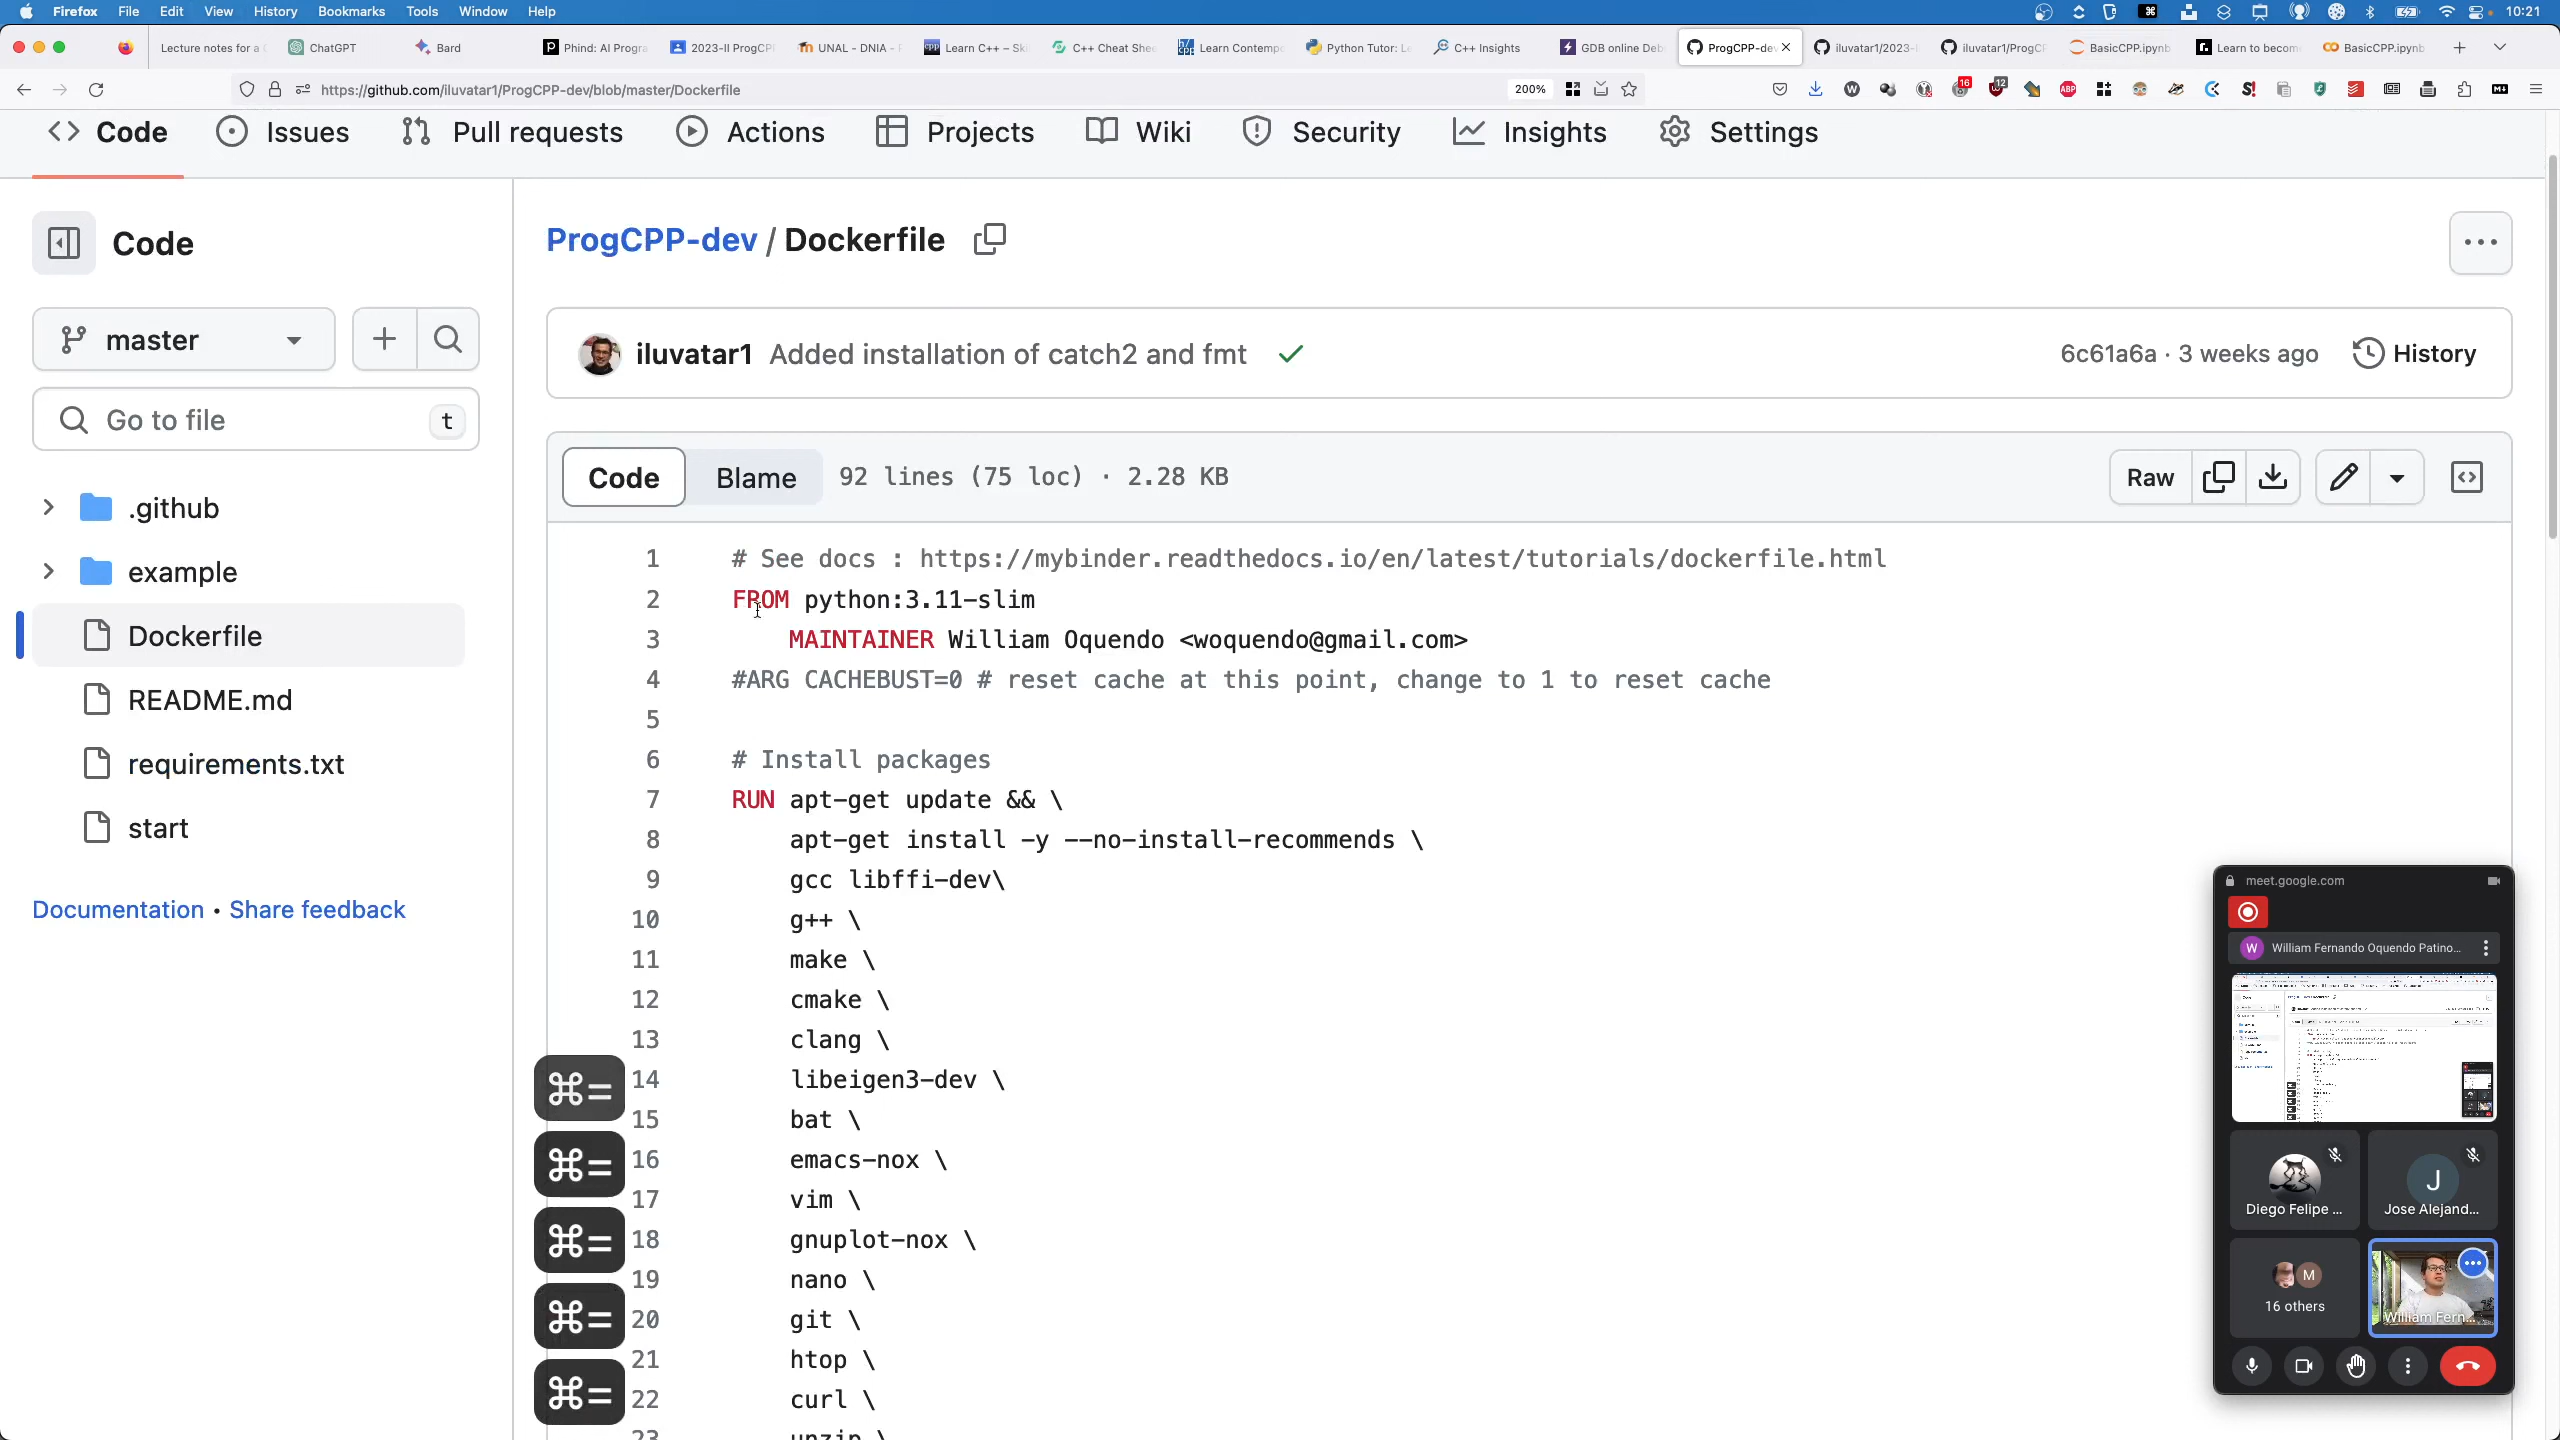 Firefox File Edit View History Bookmarks Tools Window Help 10:21
Lecture notes for a ChatGPT Bard Phind: AI Progra 2023-II ProgCP UNAL - DNIA - Learn C++ – Sk C++ Cheat She Learn Contemp Python Tutor: L C++ Insights GDB online De ProgCPP-dev iluvatar1/2023- iluvatar1/ProgC BasicCPP.ipynb Learn to becom BasicCPP.ipynb
https://github.com/iluvatar1/ProgCPP-dev/blob/master/Dockerfile 200%
Code Issues Pull requests Actions Projects Wiki Security Insights Settings
Code
master
Go to file t
.github
example
Dockerfile
README.md
requirements.txt
start
Documentation • Share feedback
ProgCPP-dev / Dockerfile
iluvatar1 Added installation of catch2 and fmt 6c61a6a · 3 weeks ago History
Code Blame 92 lines (75 loc) · 2.28 KB Raw
1 # See docs : https://mybinder.readthedocs.io/en/latest/tutorials/dockerfile.html
2 FROM python:3.11-slim
3 MAINTAINER William Oquendo <woquendo@gmail.com>
4 #ARG CACHEBUST=0 # reset cache at this point, change to 1 to reset cache
5
6 # Install packages
7 RUN apt-get update && \
8 apt-get install -y --no-install-recommends \
9 gcc libffi-dev\
10 g++ \
11 make \
12 cmake \
13 clang \
14 libeigen3-dev \
15 bat \
16 emacs-nox \
17 vim \
18 gnuplot-nox \
19 nano \
20 git \
21 htop \
22 curl \
23 unzip \
⌘=
⌘=
⌘=
⌘=
⌘=
meet.google.com
W William Fernando Oquendo Patino...
Diego Felipe ...
J
Jose Alejand...
M
16 others
William Fern...